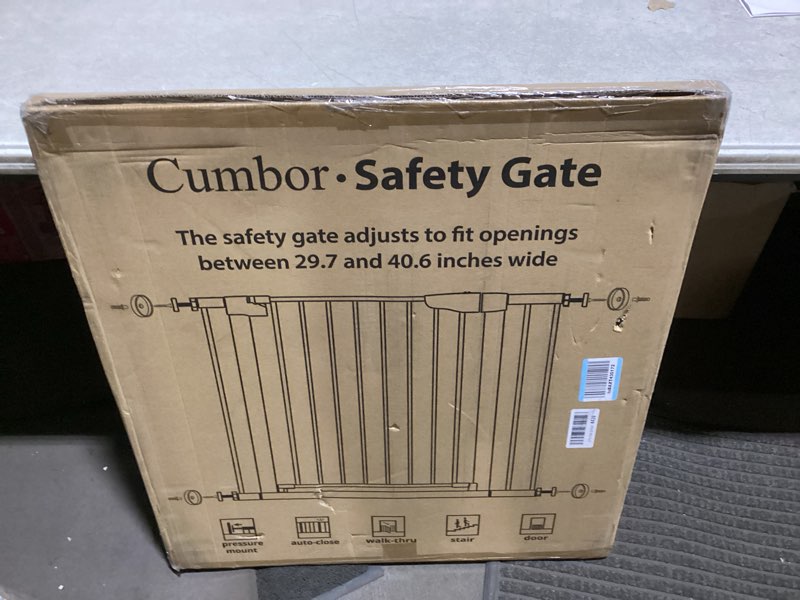 Cumbor • Safety Gate
The safety gate adjusts to fit openings
between 29.7 and 40.6 inches wide
pressure
mount
auto-close
walk-thru
stair
door